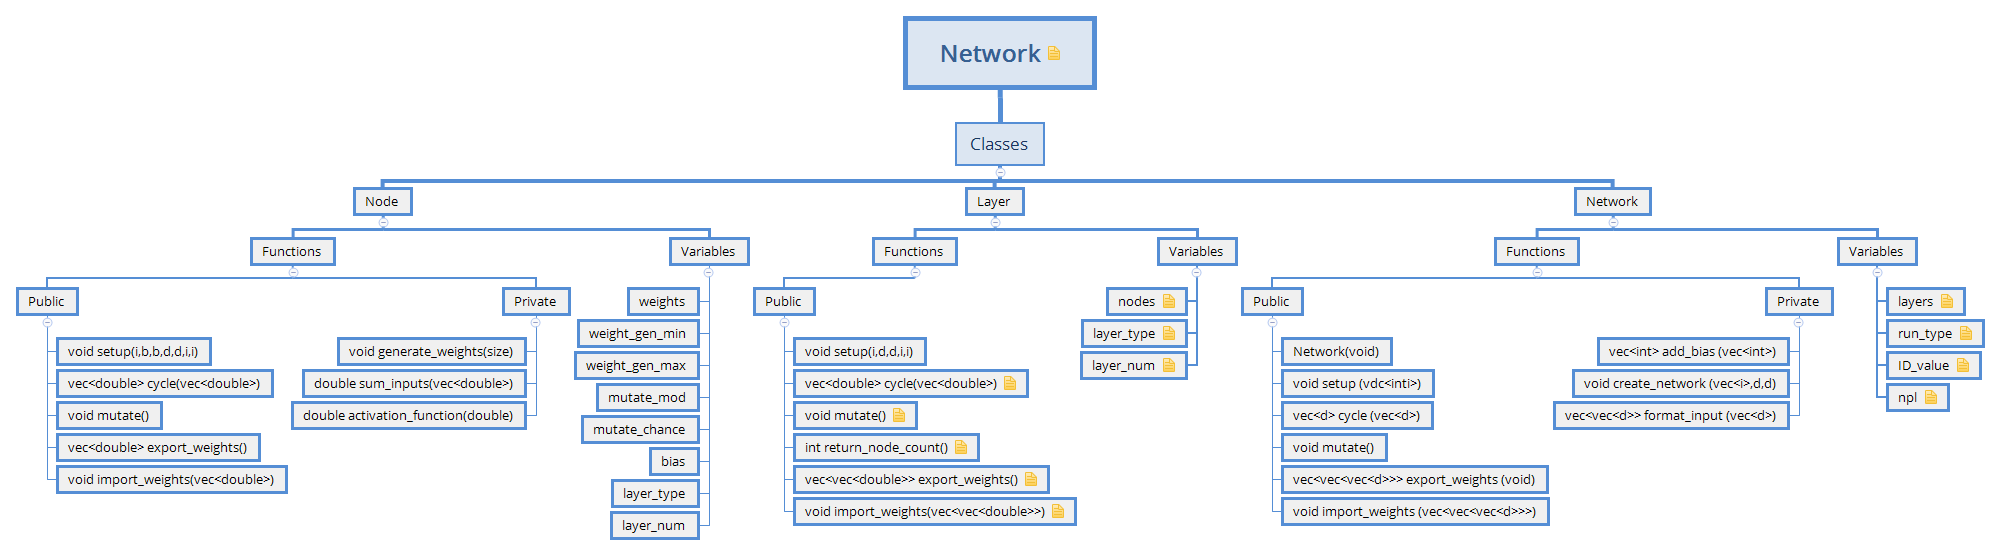 Network
Classes
Node
Layer
Network
Functions
Variables
Functions
Variables
Functions
Variables
Public
Private
void setup(i,b,b,d,d,i,i)
vec<double> cycle(vec<double>)
void mutate()
vec<double> export_weights()
void import_weights(vec<double>)
void generate_weights(size)
double sum_inputs(vec<double>)
double activation_function(double)
weights
weight_gen_min
weight_gen_max
mutate_mod
mutate_chance
bias
layer_type
layer_num
Public
void setup(i,d,d,i,i)
vec<double> cycle(vec<double>)
void mutate()
int return_node_count()
vec<vec<double>> export_weights()
void import_weights(vec<vec<double>>)
nodes
layer_type
layer_num
Public
Private
Network(void)
void setup (vdc<inti>)
vec<d> cycle (vec<d>)
void mutate()
vec<vec<vec<d>>> export_weights (void)
void import_weights (vec<vec<vec<d>>>)
vec<int> add_bias (vec<int>)
void create_network (vec<i>,d,d)
vec<vec<d>> format_input (vec<d>)
layers
run_type
ID_value
npl